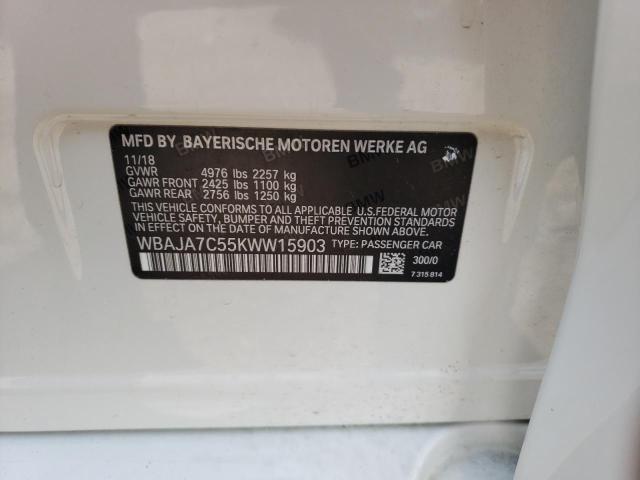 MFD BY BAYERISCHE MOTOREN WERKE AG
11/18
GVWR 4976 lbs 2257 kg
GAWR FRONT 2425 lbs 1100 kg
GAWR REAR 2756 lbs 1250 kg
THIS VEHICLE CONFORMS TO ALL APPLICABLE U.S.FEDERAL MOTOR
VEHICLE SAFETY, BUMPER AND THEFT PREVENTION STANDARDS
IN EFFECT ON THE DATE OF MANUFACTURE SHOWN ABOVE.
WBAJA7C55KWW15903 TYPE: PASSENGER CAR
300/0
7 315 814